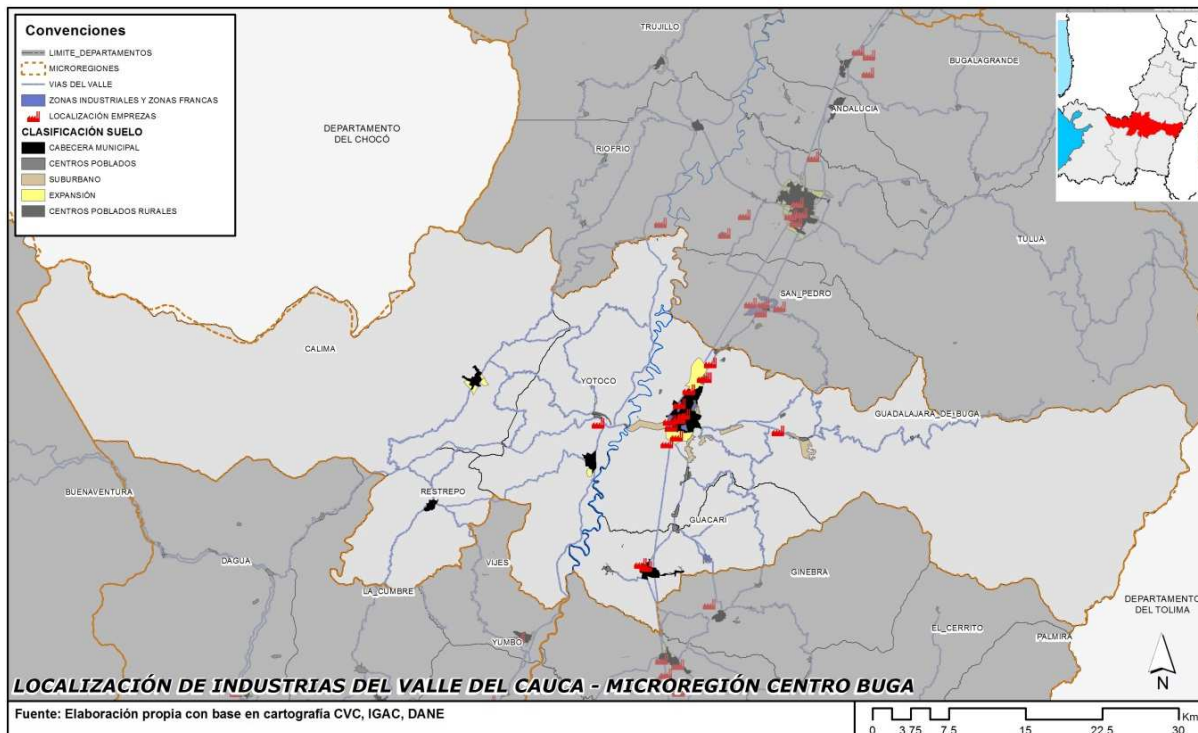 Convenciones
LIMITE_DEPARTAMENTOS
MICROREGIONES
VIAS DEL VALLE
ZONAS INDUSTRIALES Y ZONAS FRANCAS
LOCALIZACIÓN EMPREZAS
CLASIFICACIÓN SUELO
CABECERA MUNICIPAL
CENTROS POBLADOS
SUBURBANO
EXPANSIÓN
CENTROS POBLADOS RURALES
TRUJILLO
BUGALAGRANDE
ANDALUCIA
DEPARTAMENTO
DEL CHOCÓ
RIOFRIO
TULUA
SAN_PEDRO
CALIMA
YOTOCO
GUADALAJARA_DE_BUGA
BUENAVENTURA
RESTREPO
GUACARI
DAGUA
VIJES
GINEBRA
LA_CUMBRE
DEPARTAMENTO
DEL TOLIMA
EL_CERRITO
PALMIRA
YUMBO
N
LOCALIZACIÓN DE INDUSTRIAS DEL VALLE DEL CAUCA - MICROREGIÓN CENTRO BUGA
Fuente: Elaboración propia con base en cartografía CVC, IGAC, DANE
Km
0 3.75 7.5 15 22.5 30